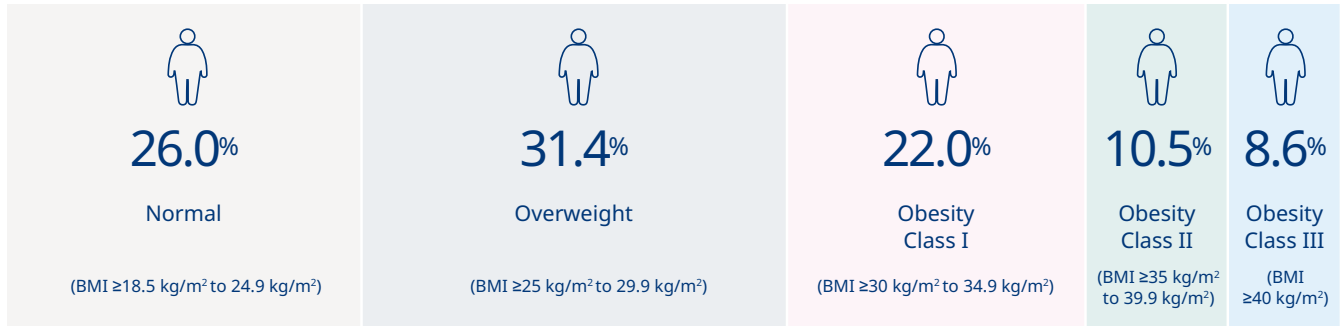 26.0%
Normal
(BMI ≥18.5 kg/m² to 24.9 kg/m²)
31.4%
Overweight
(BMI ≥25 kg/m² to 29.9 kg/m²)
22.0%
Obesity
Class I
(BMI ≥30 kg/m² to 34.9 kg/m²)
10.5%
Obesity
Class II
(BMI ≥35 kg/m²
to 39.9 kg/m²)
8.6%
Obesity
Class III
(BMI
≥40 kg/m²)